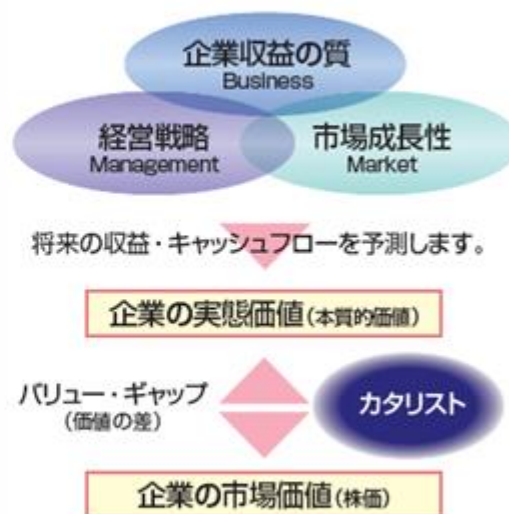 企業収益の質
Business
経営戦略
Management
市場成長性
Market
将来の収益・キャッシュフローを予測します。
企業の実態価値(本質的価値)
バリュー・ギャップ
(価値の差)
カタリスト
企業の市場価値(株価)